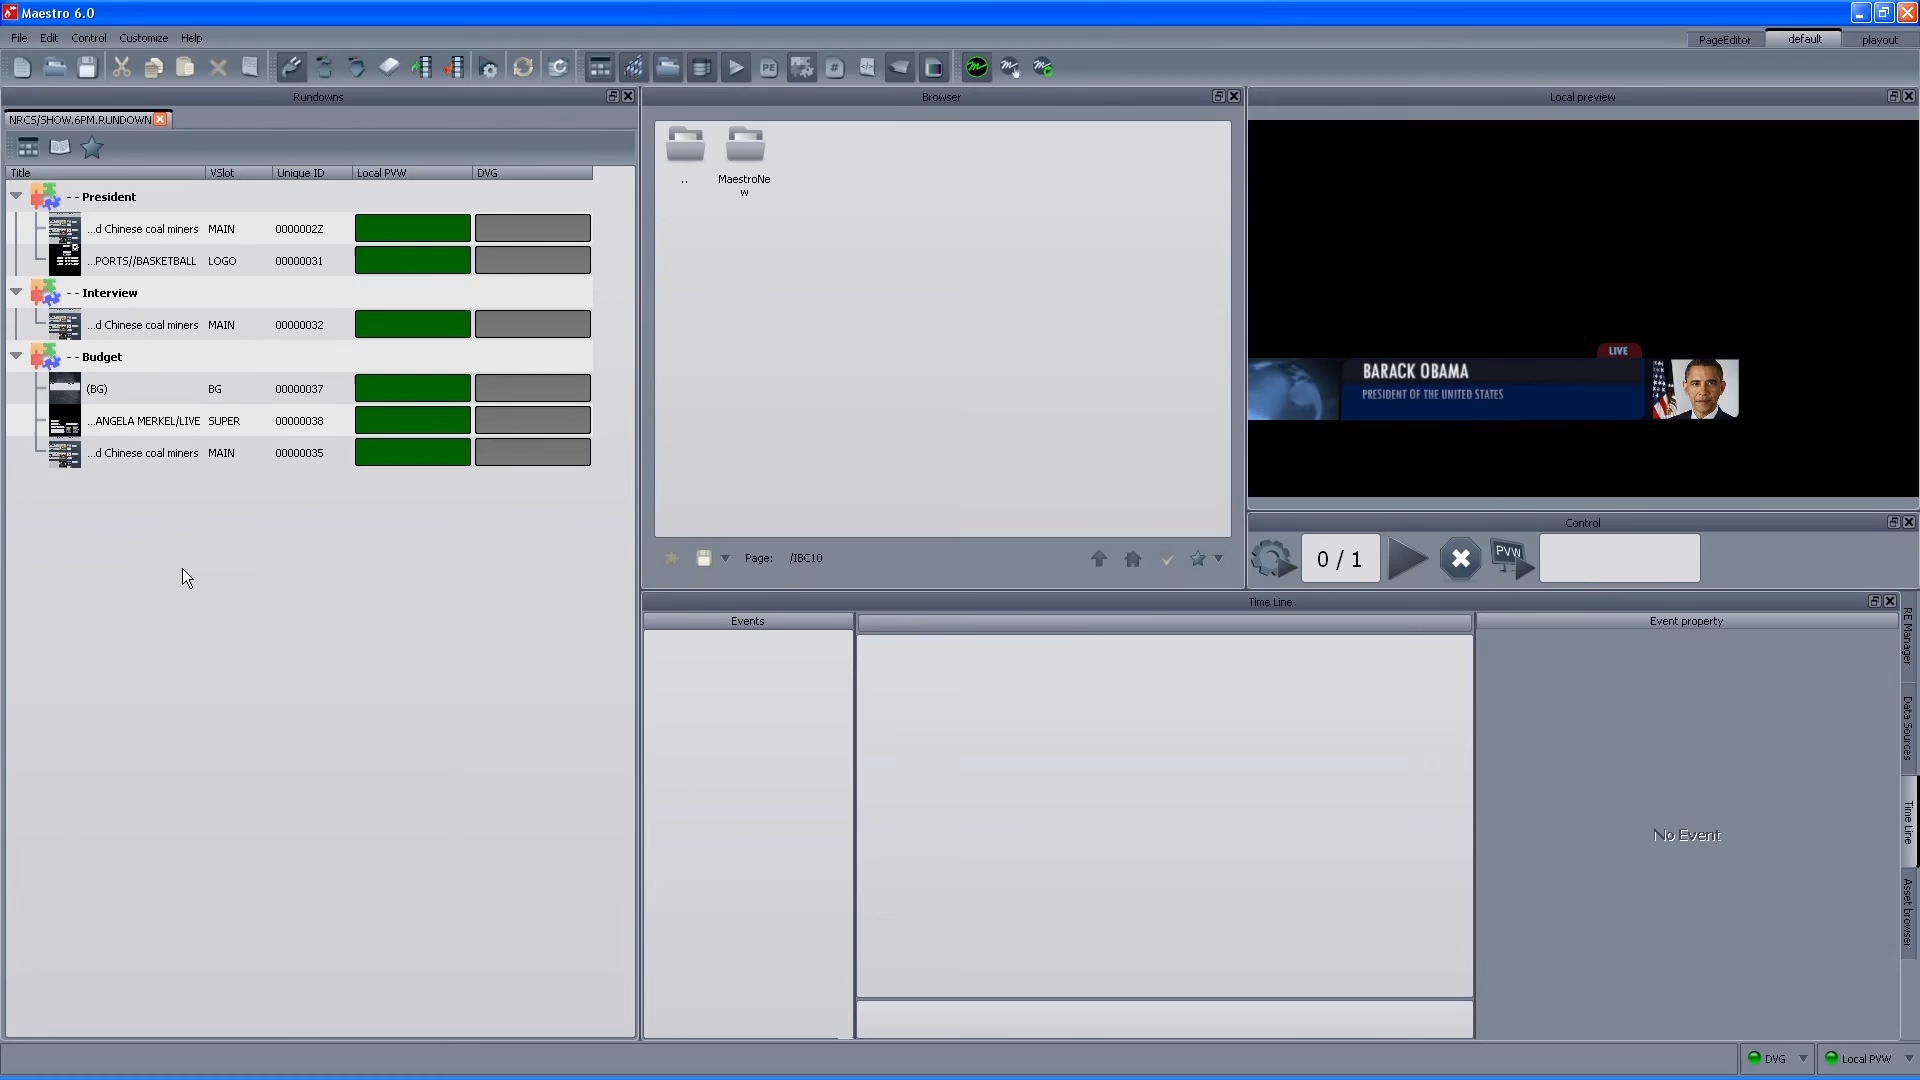 Maestro 6.0
File Edit Control Customize Help
PageEditor default playout
PE # </>
Rundowns
NRCS/SHOW.6PM.RUNDOWN
Title VSlot Unique ID Local PVW DVG
- - President
...d Chinese coal miners MAIN 0000002Z
...PORTS//BASKETBALL LOGO 00000031
- - Interview
...d Chinese coal miners MAIN 00000032
- - Budget
(BG) BG 00000037
...ANGELA MERKEL/LIVE SUPER 00000038
...d Chinese coal miners MAIN 00000035
Browser
..
MaestroNe
w
Page: /IBC10
Local preview
LIVE
BARACK OBAMA
PRESIDENT OF THE UNITED STATES
Control
0 / 1
PVW
Time Line
Events
Event property
No Event
RE Manager
Data Sources
Time Line
Asset browser
DVG
Local PVW